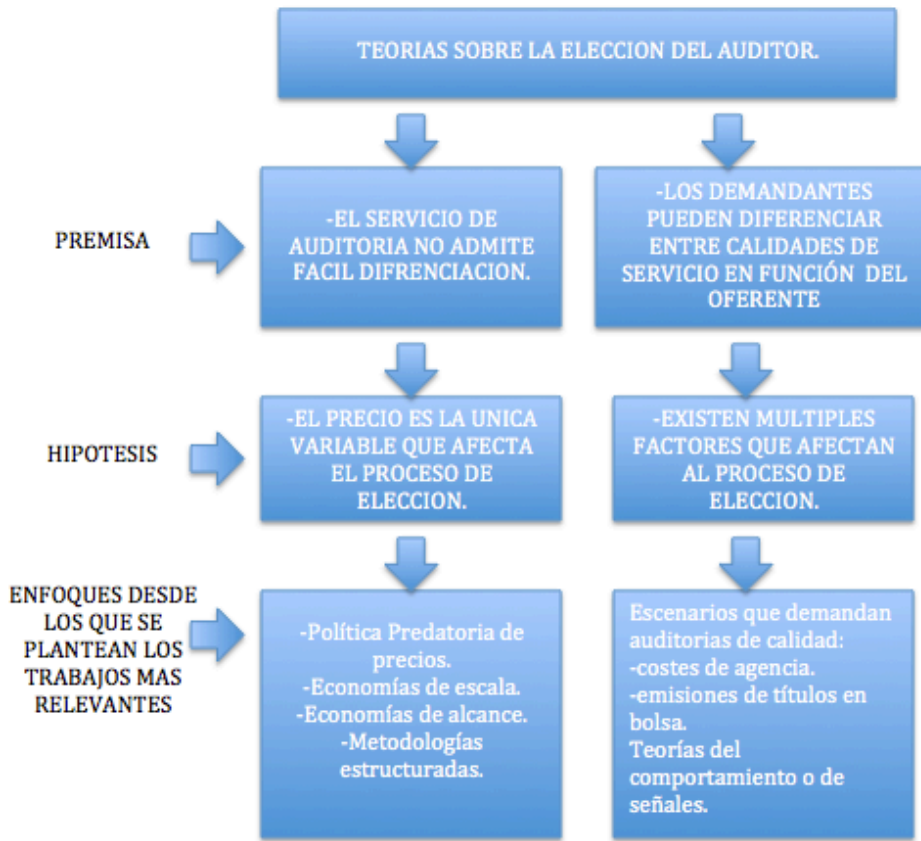 TEORIAS SOBRE LA ELECCION DEL AUDITOR.
PREMISA
-EL SERVICIO DE
AUDITORIA NO ADMITE
FACIL DIFRENCIACION.
-LOS DEMANDANTES
PUEDEN DIFERENCIAR
ENTRE CALIDADES DE
SERVICIO EN FUNCIÓN DEL
OFERENTE
HIPOTESIS
-EL PRECIO ES LA UNICA
VARIABLE QUE AFECTA
EL PROCESO DE
ELECCION.
-EXISTEN MULTIPLES
FACTORES QUE AFECTAN
AL PROCESO DE
ELECCION.
ENFOQUES DESDE
LOS QUE SE
PLANTEAN LOS
TRABAJOS MAS
RELEVANTES
-Política Predatoria de
precios.
-Economías de escala.
-Economías de alcance.
-Metodologías
estructuradas.
Escenarios que demandan
auditorias de calidad:
-costes de agencia.
-emisiones de títulos en
bolsa.
Teorías del
comportamiento o de
señales.